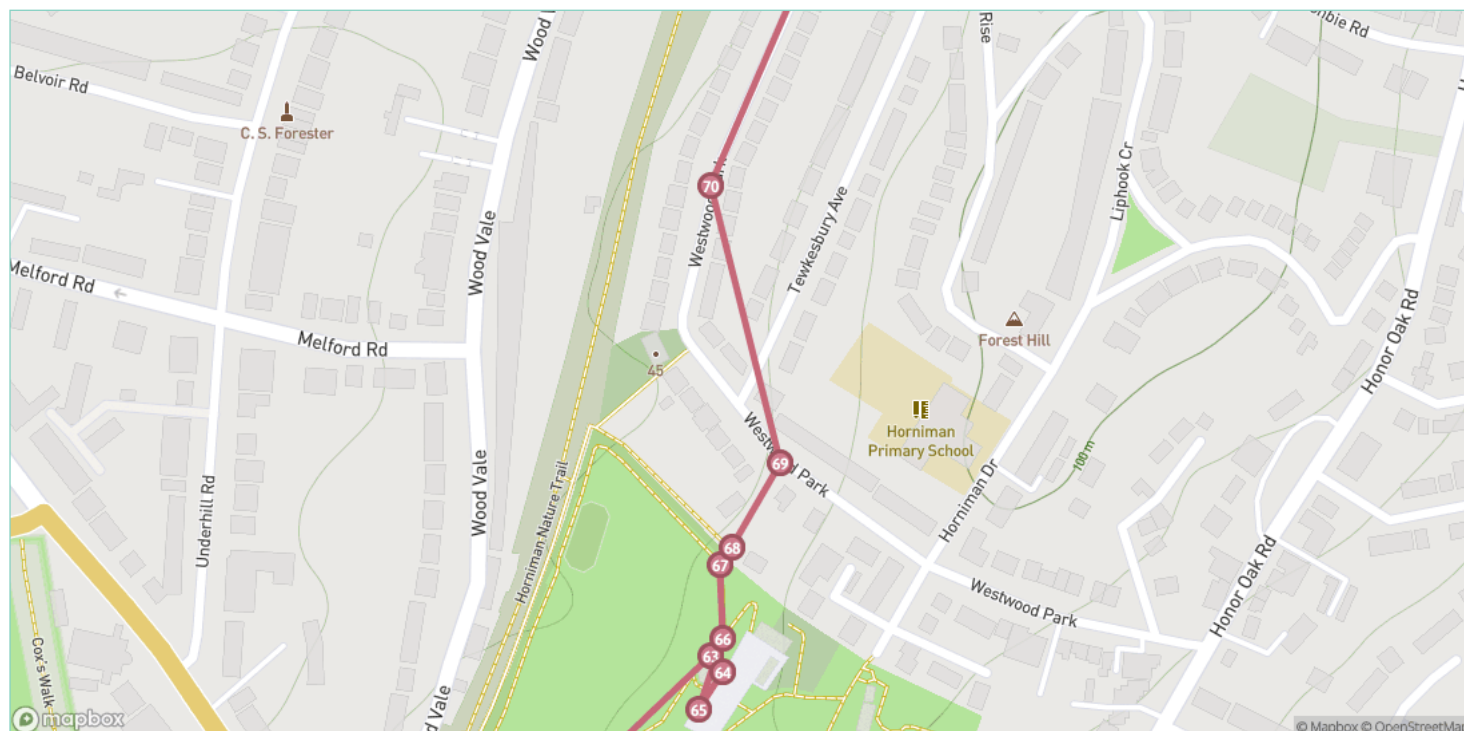 Belvoir Rd
C. S. Forester
Wood Vale
Melford Rd
Melford Rd
Underhill Rd
Wood Vale
Cox's Walk
Horniman Nature Trail
45
70
Tewkesbury Ave
Rise
Liphook Cr
Forest Hill
Horniman
Primary School
Honor Oak Rd
100 m
69
Westwood Park
68
67
66
63
64
65
Horniman Dr
Westwood Park
Honor Oak Rd
mapbox
© Mapbox © OpenStreetMap